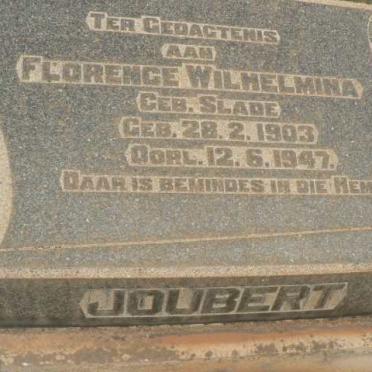 TER GEDACTENIS
AAN
FLORENCE WILHELMINA
GEB. SLADE
GEB. 28. 2. 1903
OORL. 12. 6. 1947.
DAAR IS BEMINDES IN DIE HEM
JOUBERT